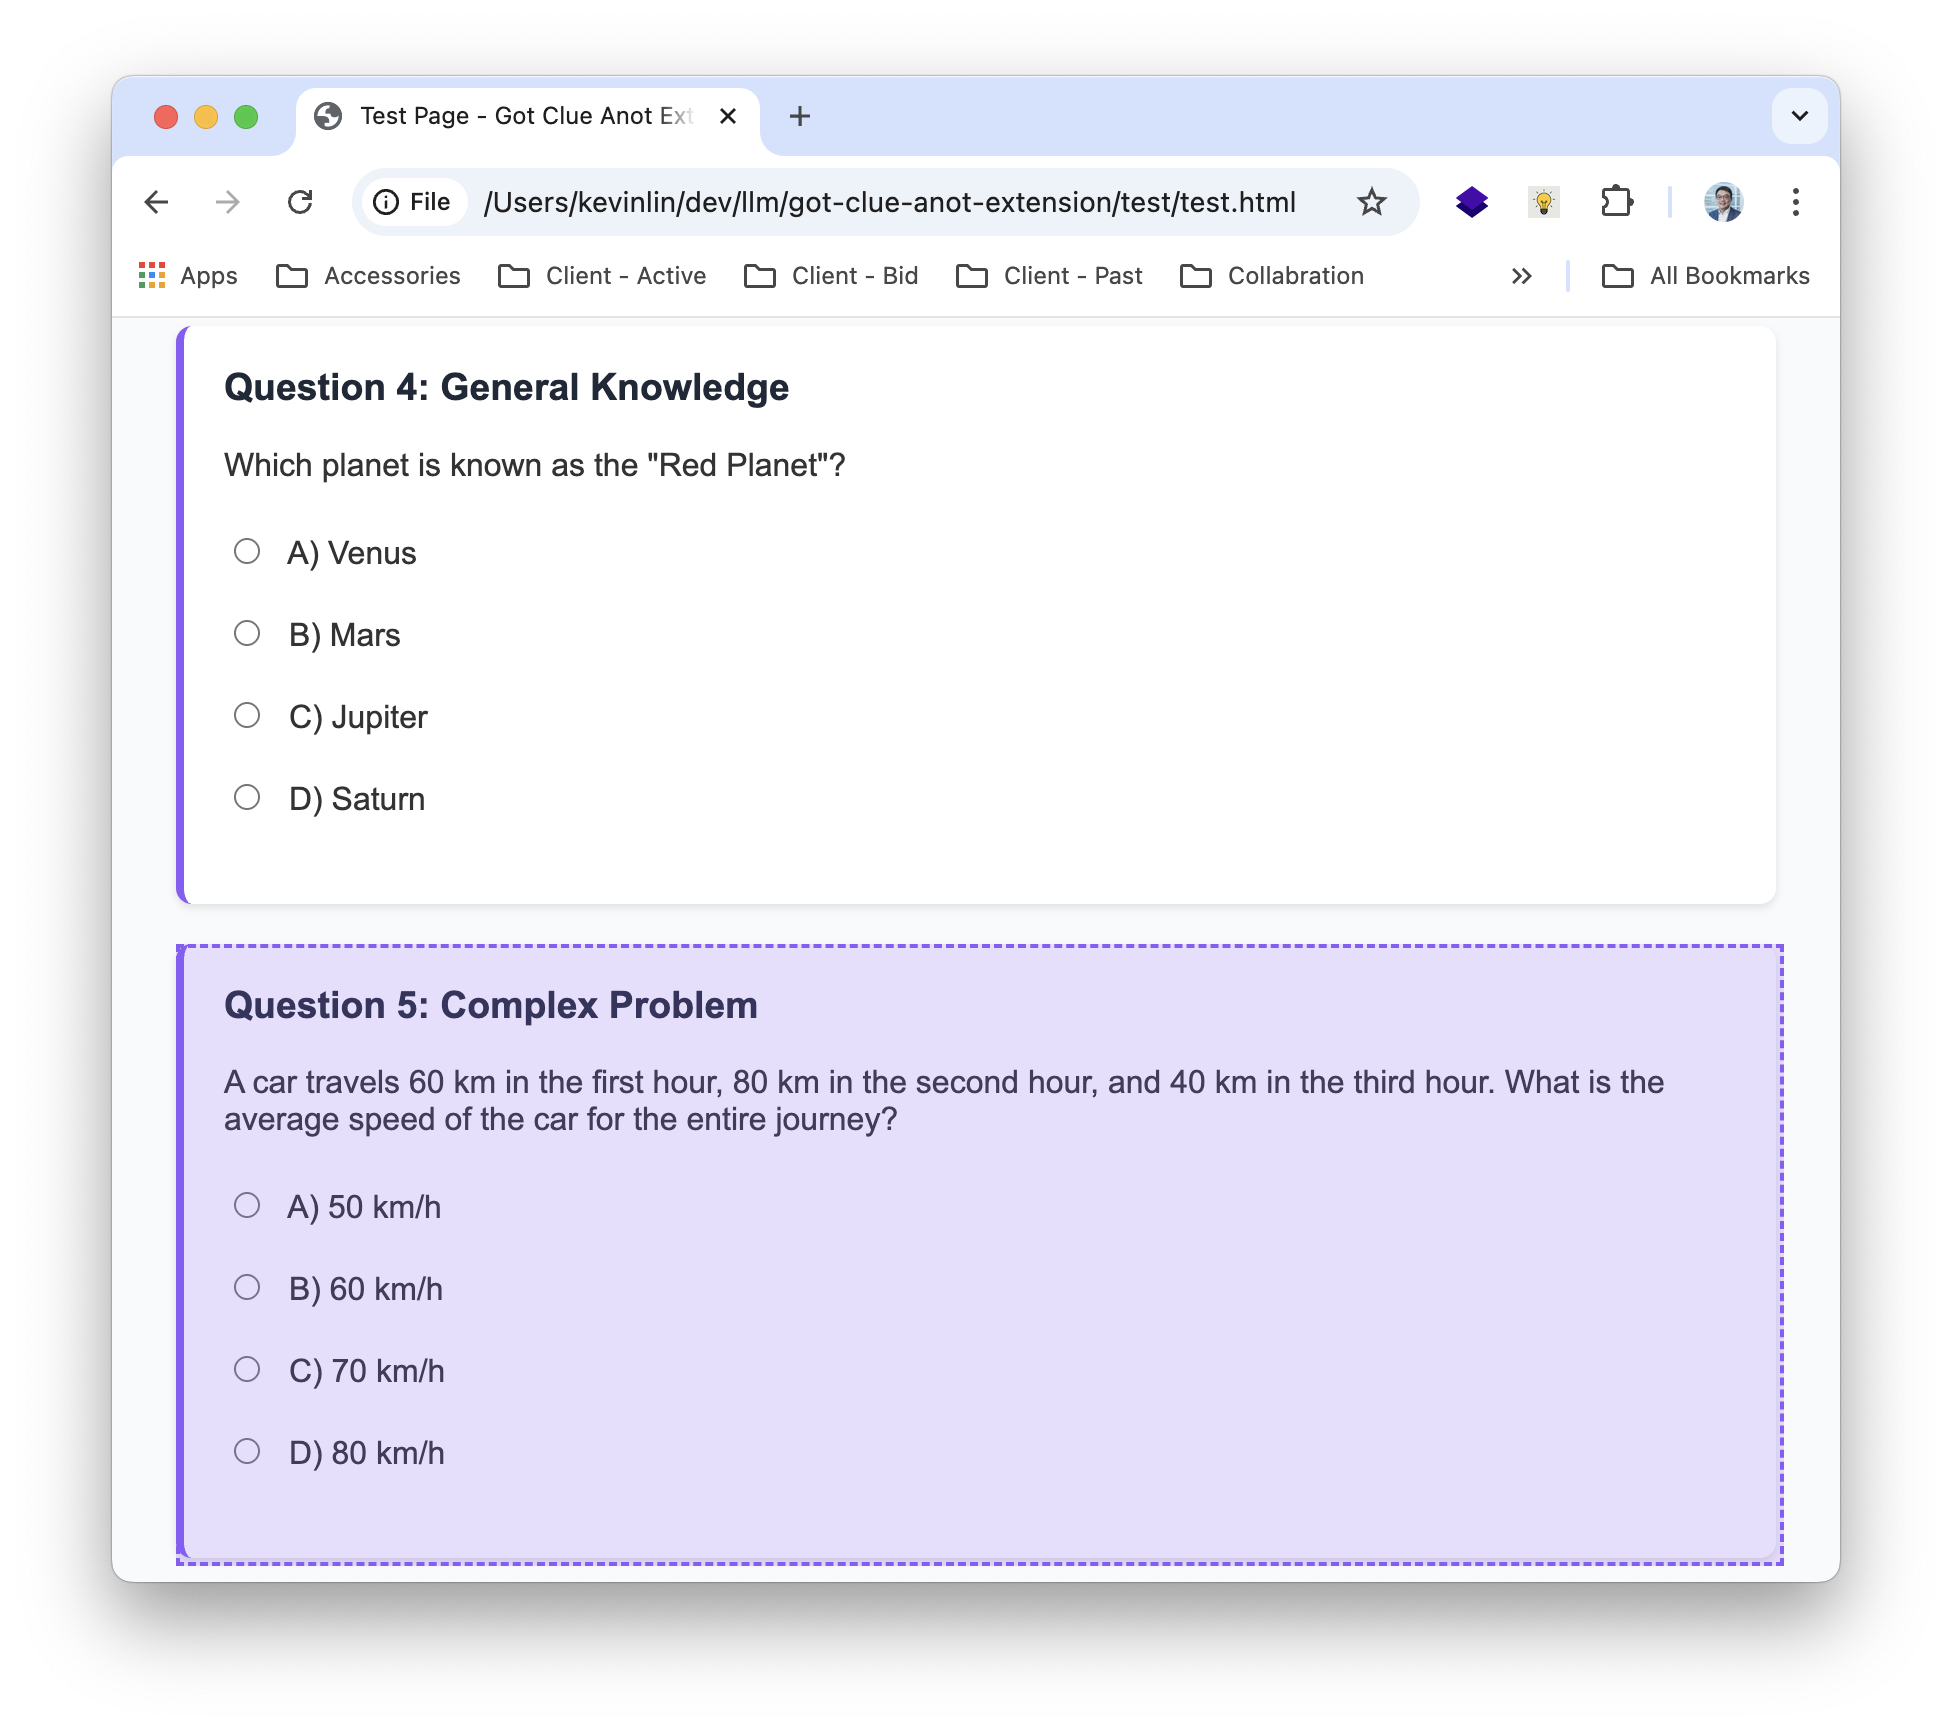 Test Page - Got Clue Anot Ext
File /Users/kevinlin/dev/llm/got-clue-anot-extension/test/test.html
Apps Accessories Client - Active Client - Bid Client - Past Collabration All Bookmarks
Question 4: General Knowledge
Which planet is known as the "Red Planet"?
A) Venus
B) Mars
C) Jupiter
D) Saturn
Question 5: Complex Problem
A car travels 60 km in the first hour, 80 km in the second hour, and 40 km in the third hour. What is the
average speed of the car for the entire journey?
A) 50 km/h
B) 60 km/h
C) 70 km/h
D) 80 km/h